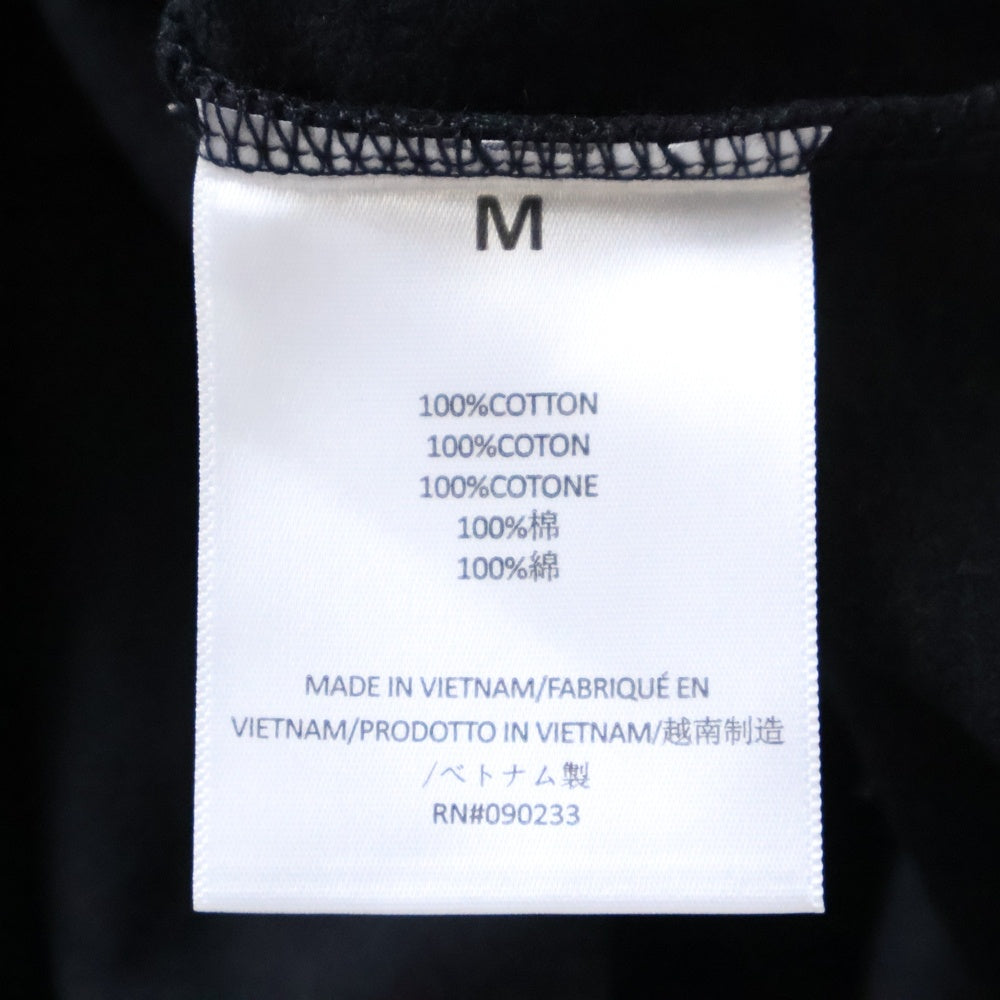 M
100%COTTON
100%COTON
100%COTONE
100%棉
100%綿
MADE IN VIETNAM/FABRIQUÉ EN
VIETNAM/PRODOTTO IN VIETNAM/越南制造
/ベトナム製
RN#090233